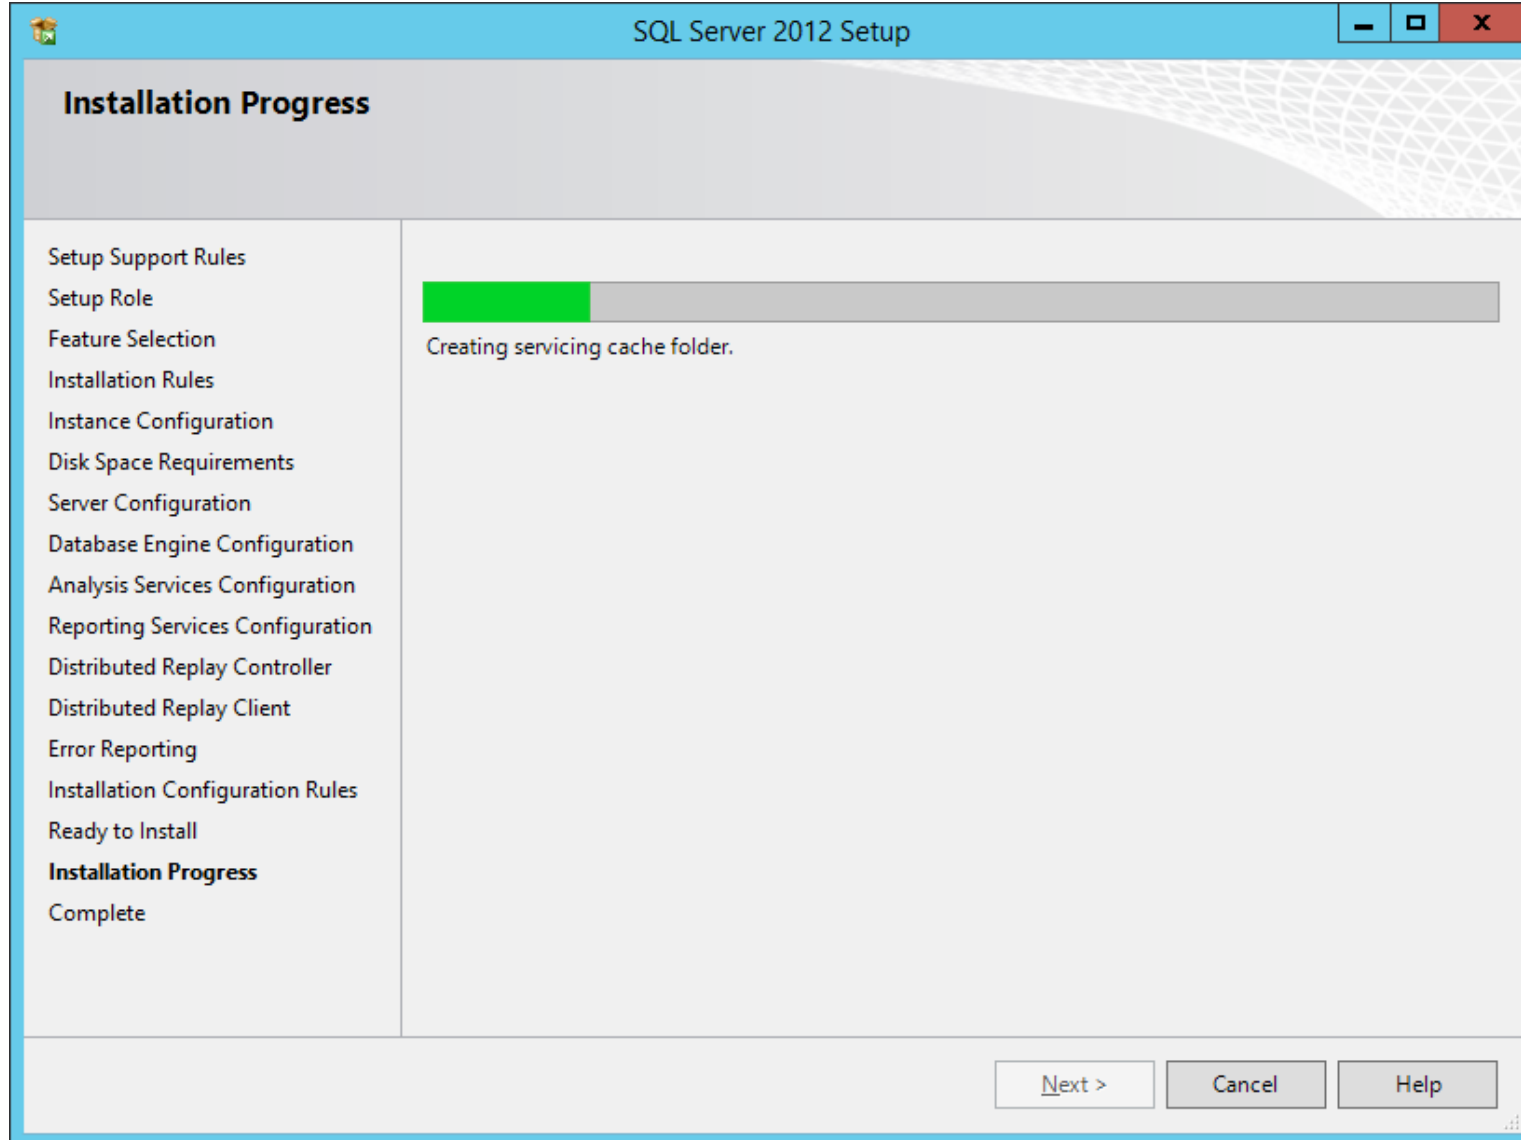 SQL Server 2012 Setup
Installation Progress
Setup Support Rules
Setup Role
Feature Selection
Installation Rules
Instance Configuration
Disk Space Requirements
Server Configuration
Database Engine Configuration
Analysis Services Configuration
Reporting Services Configuration
Distributed Replay Controller
Distributed Replay Client
Error Reporting
Installation Configuration Rules
Ready to Install
Installation Progress
Complete
Creating servicing cache folder.
Next >
Cancel
Help